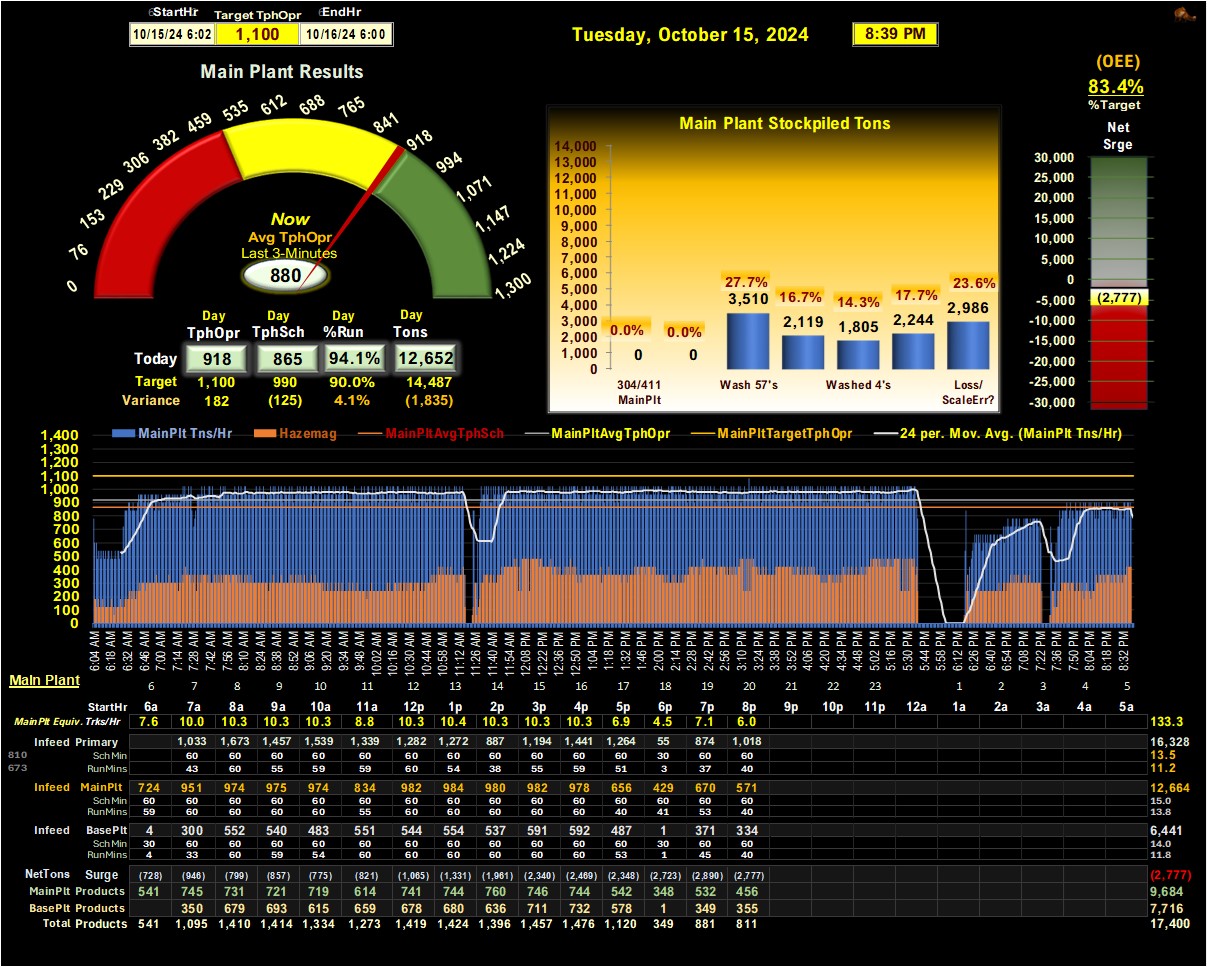 StartHr Target TphOpr EndHr
10/15/24 6:02 1,100 10/16/24 6:00
Tuesday, October 15, 2024 8:39 PM
Main Plant Results
0 76 153 229 306 382 459 535 612 688 765 841 918 994 1,071 1,147 1,224 1,300
Now
Avg TphOpr
Last 3-Minutes
880
Day Day Day Day
TphOpr TphSch %Run Tons
Today 918 865 94.1% 12,652
Target 1,100 990 90.0% 14,487
Variance 182 (125) 4.1% (1,835)
Main Plant Stockpiled Tons
14,000
13,000
12,000
11,000
10,000
9,000
8,000
7,000
6,000
5,000
4,000
3,000
2,000
1,000
0
0.0% 0.0% 27.7% 16.7% 14.3% 17.7% 23.6%
0 0 3,510 2,119 1,805 2,244 2,986
304/411 Wash 57's Washed 4's Loss/
MainPlt ScaleErr?
(OEE)
83.4%
%Target
Net
Srge
30,000
25,000
20,000
15,000
10,000
5,000
0
-5,000
(2,777)
-10,000
-15,000
-20,000
-25,000
-30,000
MainPlt Tns/Hr Hazemag MainPltAvgTphSch MainPltAvgTphOpr MainPltTargetTphOpr 24 per. Mov. Avg. (MainPlt Tns/Hr)
1,400
1,300
1,200
1,100
1,000
900
800
700
600
500
400
300
200
100
0
6:04 AM 6:18 AM 6:32 AM 6:46 AM 7:00 AM 7:14 AM 7:28 AM 7:42 AM 7:56 AM 8:10 AM 8:24 AM 8:38 AM 8:52 AM 9:06 AM 9:20 AM 9:34 AM 9:48 AM 10:02 AM 10:16 AM 10:30 AM 10:44 AM 10:58 AM 11:12 AM 11:26 AM 11:40 AM 11:54 AM 12:08 PM 12:22 PM 12:36 PM 12:50 PM 1:04 PM 1:18 PM 1:32 PM 1:46 PM 2:00 PM 2:14 PM 2:28 PM 2:42 PM 2:56 PM 3:10 PM 3:24 PM 3:38 PM 3:52 PM 4:06 PM 4:20 PM 4:34 PM 4:48 PM 5:02 PM 5:16 PM 5:30 PM 5:44 PM 5:58 PM 6:12 PM 6:26 PM 6:40 PM 6:54 PM 7:08 PM 7:22 PM 7:36 PM 7:50 PM 8:04 PM 8:18 PM 8:32 PM
Main Plant 6 7 8 9 10 11 12 13 14 15 16 17 18 19 20 21 22 23 1 2 3 4 5
StartHr 6a 7a 8a 9a 10a 11a 12p 1p 2p 3p 4p 5p 6p 7p 8p 9p 10p 11p 12a 1a 2a 3a 4a 5a
MainPlt Equiv. Trks/Hr 7.6 10.0 10.3 10.3 10.3 8.8 10.3 10.4 10.3 10.3 10.3 6.9 4.5 7.1 6.0 133.3
Infeed Primary 1,033 1,673 1,457 1,539 1,339 1,282 1,272 887 1,194 1,441 1,264 55 874 1,018 16,328
810 SchMin 60 60 60 60 60 60 60 60 60 60 60 30 60 60 13.5
673 RunMins 43 60 55 59 59 60 54 38 55 59 51 3 37 40 11.2
Infeed MainPlt 724 951 974 975 974 834 982 984 980 982 978 656 429 670 571 12,664
SchMin 60 60 60 60 60 60 60 60 60 60 60 60 60 60 60 15.0
RunMins 59 60 60 60 60 55 60 60 60 60 60 40 41 53 40 13.8
Infeed BasePlt 4 300 552 540 483 551 544 554 537 591 592 487 1 371 334 6,441
SchMin 30 60 60 60 60 60 60 60 60 60 60 60 30 60 60 14.0
RunMins 4 33 60 59 54 60 60 60 60 60 60 53 1 45 40 11.8
NetTons Surge (728) (946) (799) (857) (775) (821) (1,065) (1,331) (1,961) (2,340) (2,469) (2,348) (2,723) (2,890) (2,777) (2,777)
MainPlt Products 541 745 731 721 719 614 741 744 760 746 744 542 348 532 456 9,684
BasePlt Products 350 679 693 615 659 678 680 636 711 732 578 1 349 355 7,716
Total Products 541 1,095 1,410 1,414 1,334 1,273 1,419 1,424 1,396 1,457 1,476 1,120 349 881 811 17,400